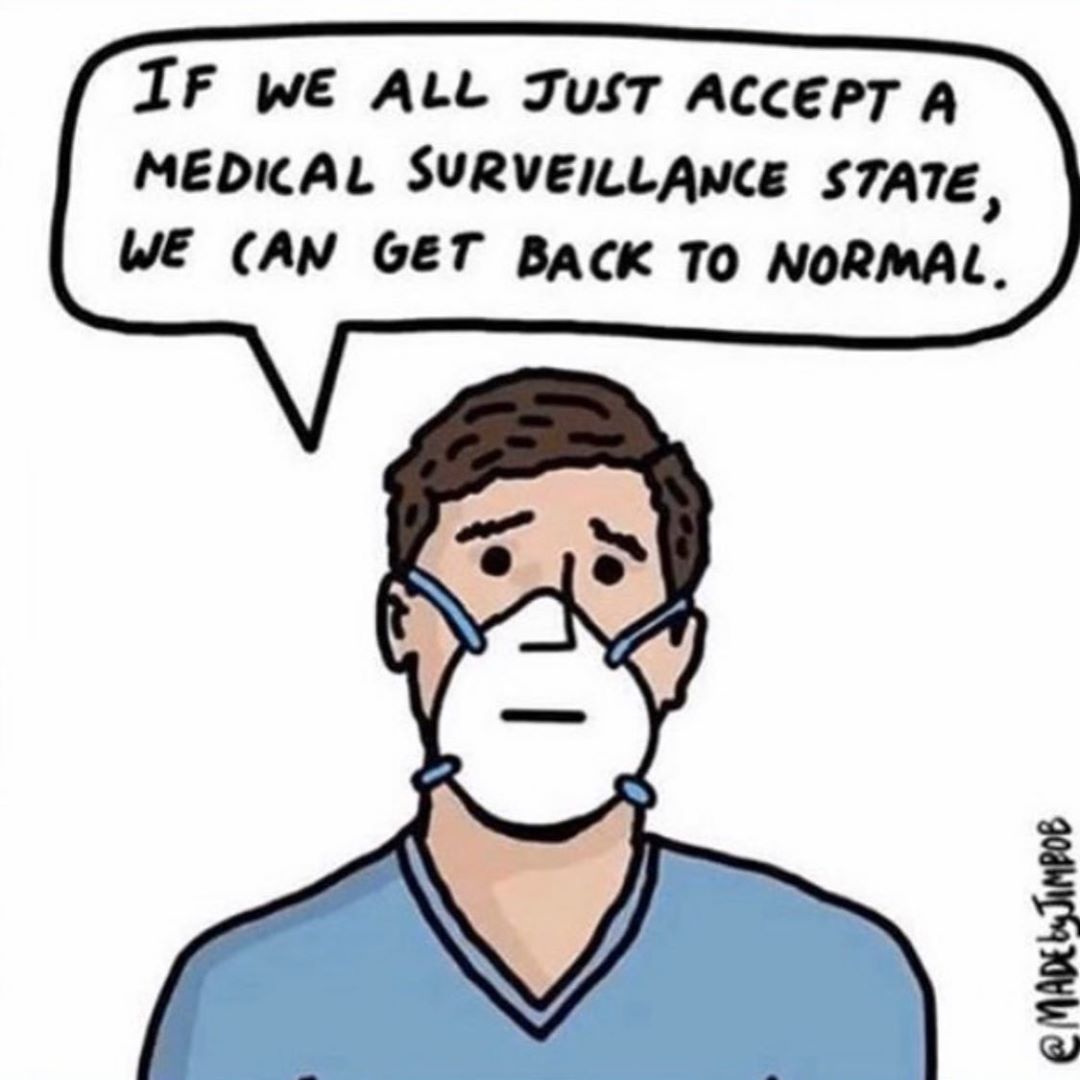 IF WE ALL JUST ACCEPT A
MEDICAL SURVEILLANCE STATE,
WE CAN GET BACK TO NORMAL.
@MADEbyJIMBOB